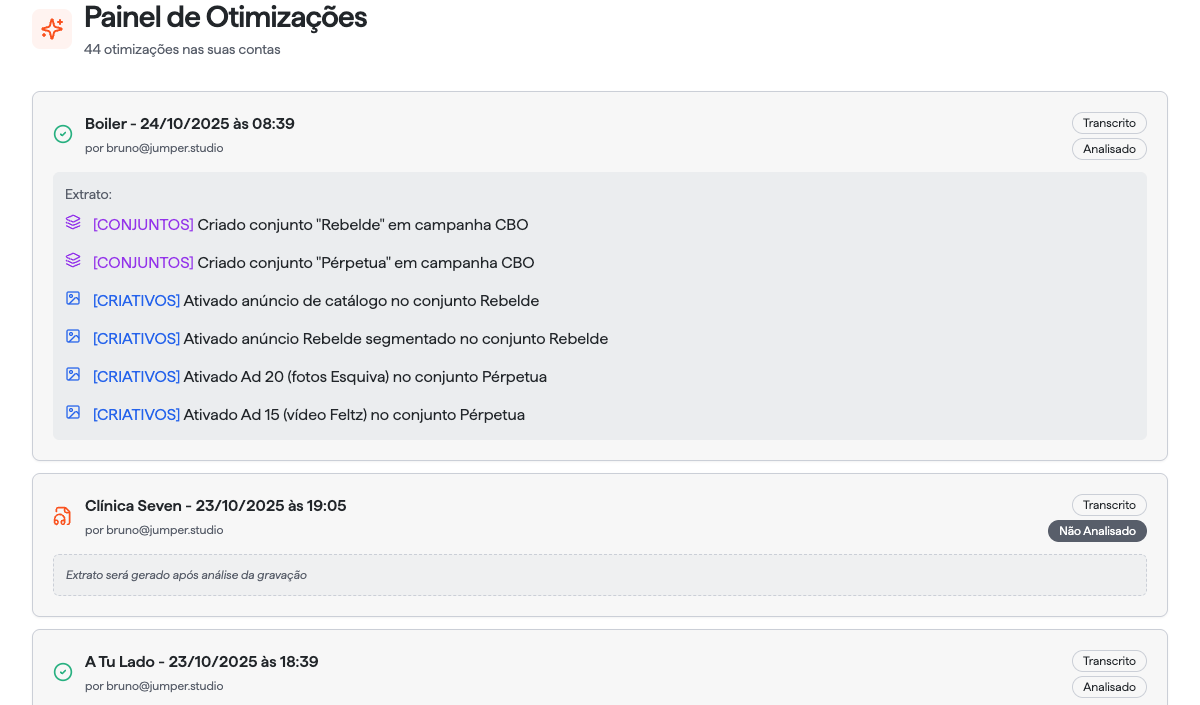 Painel de Otimizações
44 otimizações nas suas contas
Boiler - 24/10/2025 às 08:39
Transcrito
por bruno@jumper.studio
Analisado
Extrato:
[CONJUNTOS] Criado conjunto "Rebelde" em campanha CBO
[CONJUNTOS] Criado conjunto "Pérpetua" em campanha CBO
[CRIATIVOS] Ativado anúncio de catálogo no conjunto Rebelde
[CRIATIVOS] Ativado anúncio Rebelde segmentado no conjunto Rebelde
[CRIATIVOS] Ativado Ad 20 (fotos Esquiva) no conjunto Pérpetua
[CRIATIVOS] Ativado Ad 15 (vídeo Feltz) no conjunto Pérpetua
Clínica Seven - 23/10/2025 às 19:05
Transcrito
por bruno@jumper.studio
Não Analisado
Extrato será gerado após análise da gravação
A Tu Lado - 23/10/2025 às 18:39
Transcrito
por bruno@jumper.studio
Analisado